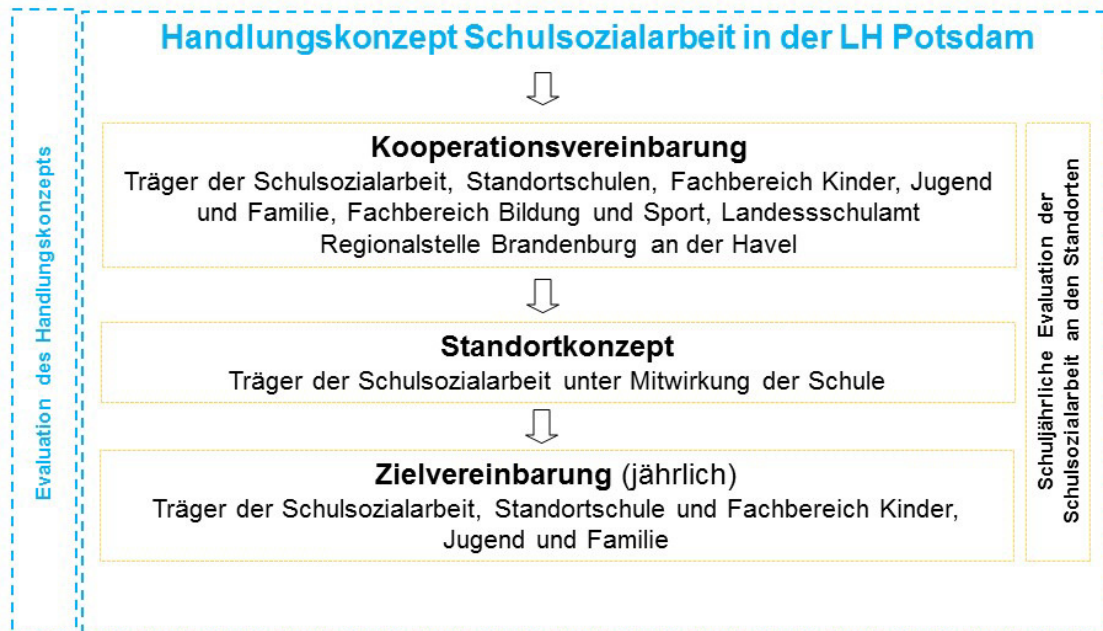 Handlungskonzept Schulsozialarbeit in der LH Potsdam
Evaluation des Handlungskonzepts
Kooperationsvereinbarung
Träger der Schulsozialarbeit, Standortschulen, Fachbereich Kinder, Jugend
und Familie, Fachbereich Bildung und Sport, Landessschulamt
Regionalstelle Brandenburg an der Havel
Standortkonzept
Träger der Schulsozialarbeit unter Mitwirkung der Schule
Zielvereinbarung (jährlich)
Träger der Schulsozialarbeit, Standortschule und Fachbereich Kinder,
Jugend und Familie
Schuljährliche Evaluation der
Schulsozialarbeit an den Standorten